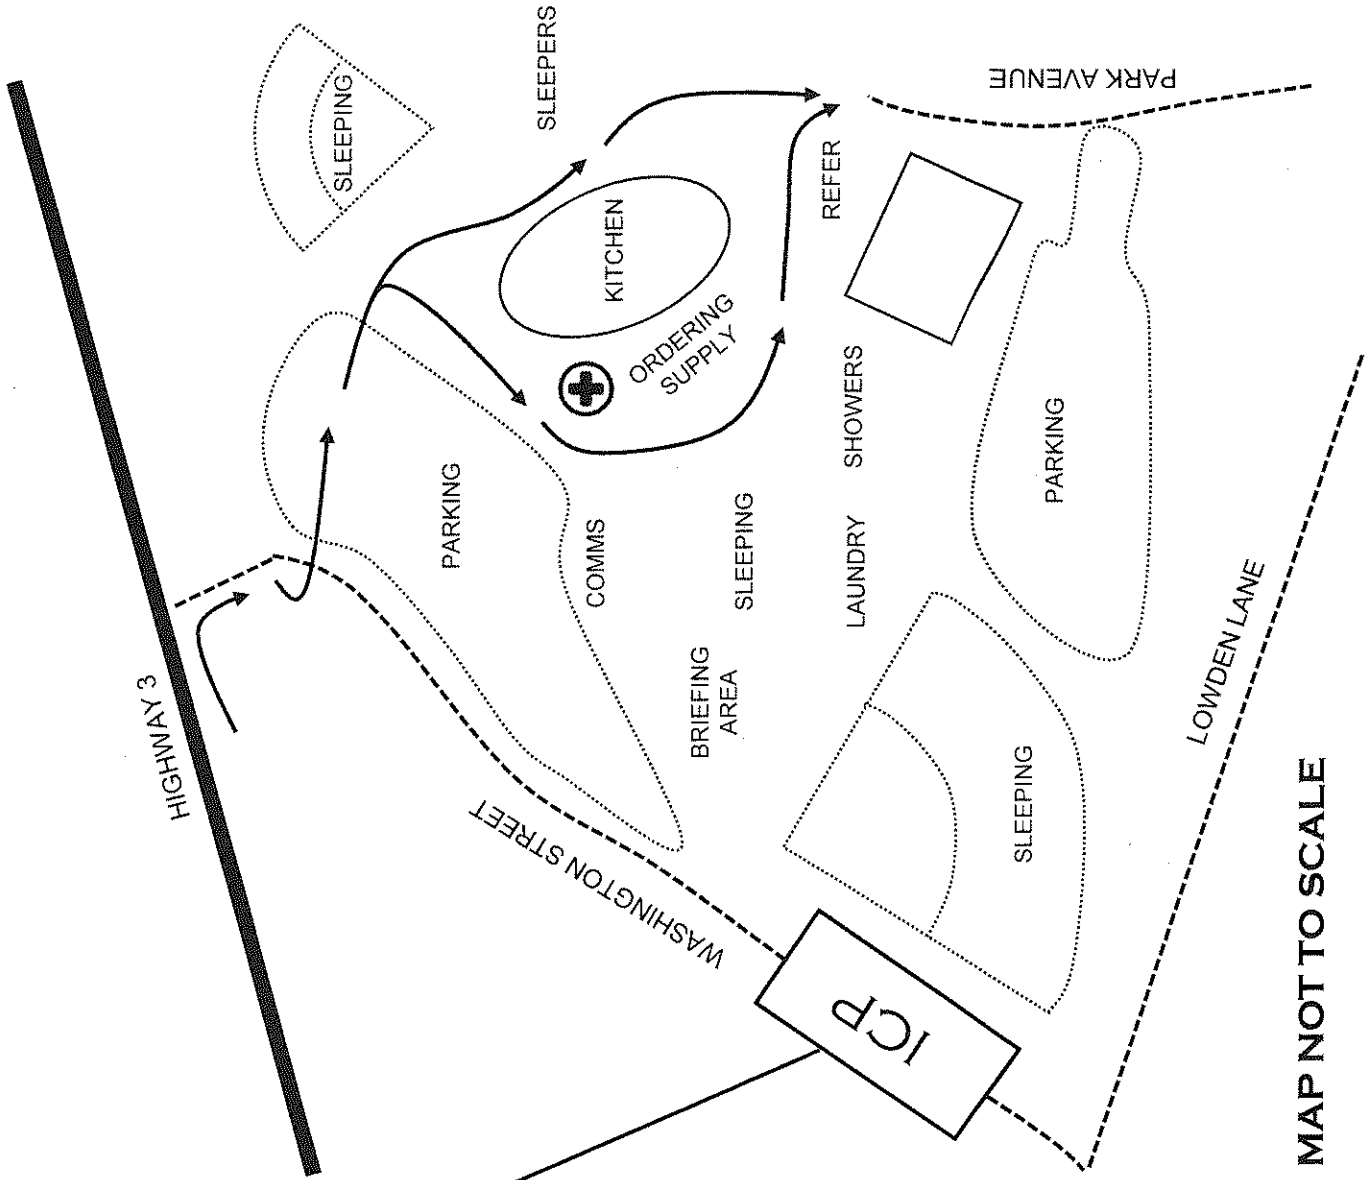 HIGHWAY 3
SLEEPING
SLEEPERS
PARK AVENUE
KITCHEN
REFER
ORDERING
SUPPLY
PARKING
COMMS
SLEEPING
SHOWERS
LAUNDRY
PARKING
BRIEFING
AREA
WASHINGTON STREET
SLEEPING
LOWDEN LANE
ICP
MAP NOT TO SCALE